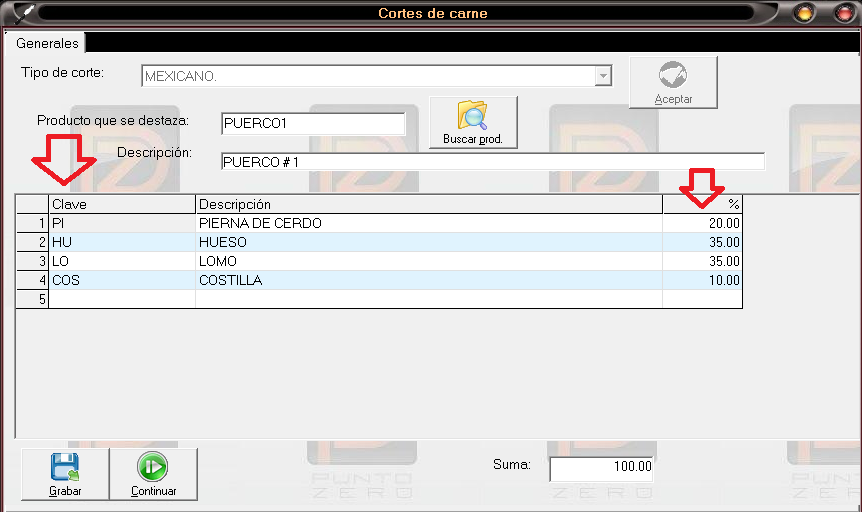 Cortes de carne
Generales
Tipo de corte: MEXICANO.
Aceptar
Producto que se destaza: PUERCO1
Buscar prod.
Descripción: PUERCO # 1
Clave Descripción %
1 PI PIERNA DE CERDO 20.00
2 HU HUESO 35.00
3 LO LOMO 35.00
4 COS COSTILLA 10.00
5
Suma: 100.00
Grabar Continuar
PUNTO
ZERO
PUNTO
ZERO